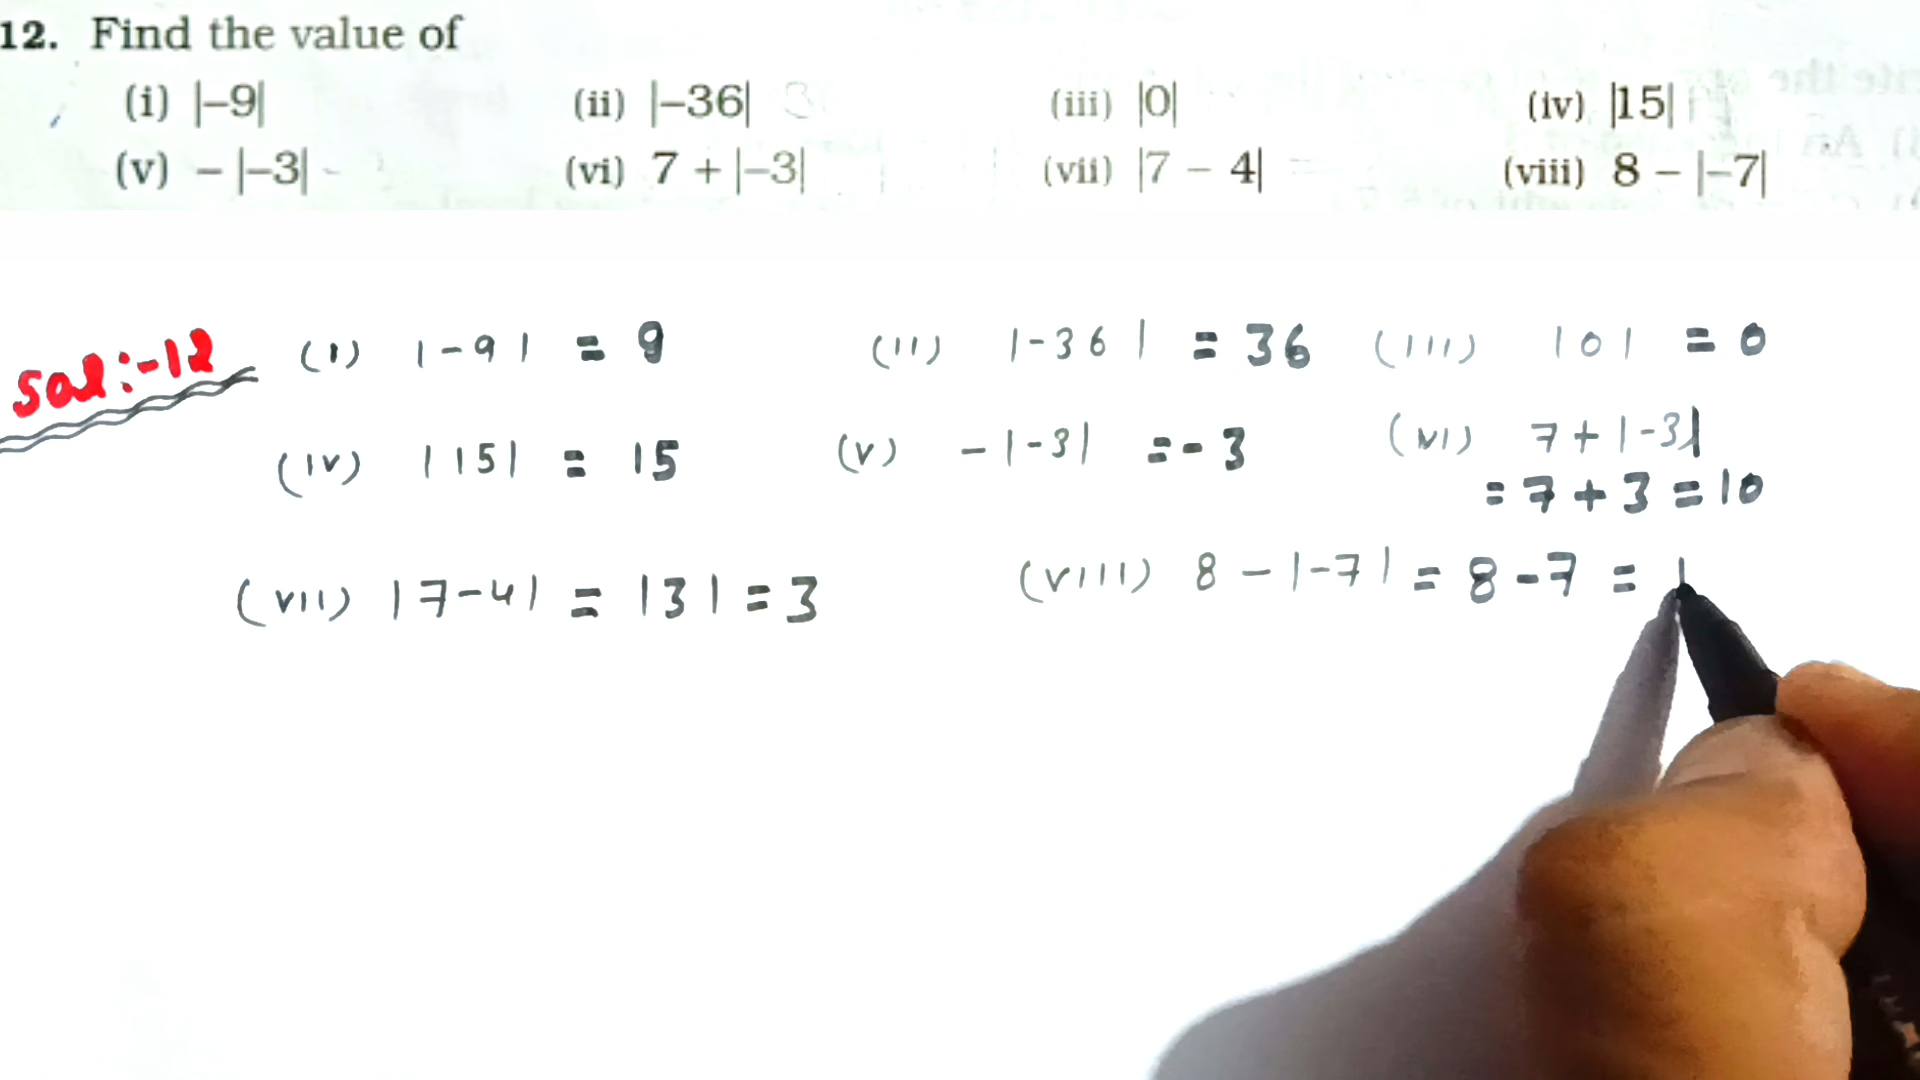 12. Find the value of
(i) |–9| (ii) |–36| (iii) |0| (iv) |15|
(v) – |–3| (vi) 7 + |–3| (vii) |7 – 4| (viii) 8 – |–7|
Sol:-12 (i) |-9| = 9 (ii) |-36| = 36 (iii) |0| = 0
(iv) |15| = 15 (v) -|-3| = -3 (vi) 7+|-3|
= 7+3 = 10
(vii) |7-4| = |3| = 3 (viii) 8-|-7| = 8-7 = 1